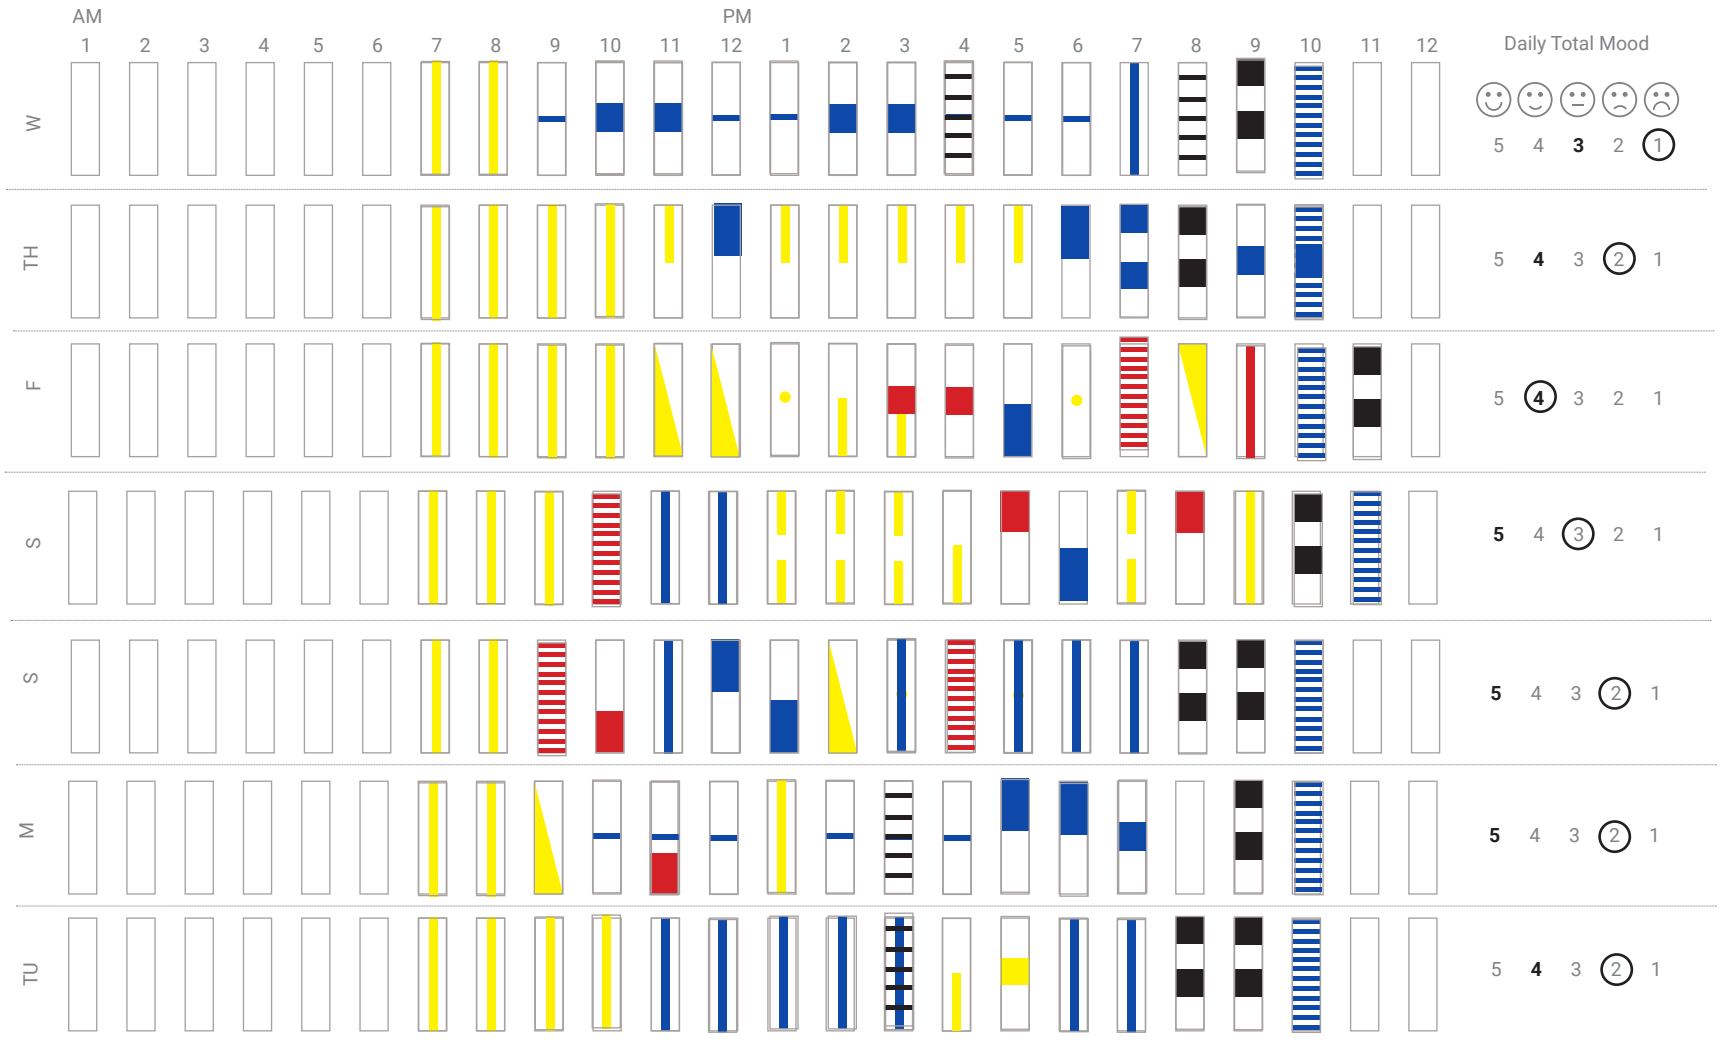 AM PM
1 2 3 4 5 6 7 8 9 10 11 12 1 2 3 4 5 6 7 8 9 10 11 12 Daily Total Mood
W
5 4 3 2 1
TH 5 4 3 2 1
F 5 4 3 2 1
S 5 4 3 2 1
S 5 4 3 2 1
M 5 4 3 2 1
TU 5 4 3 2 1